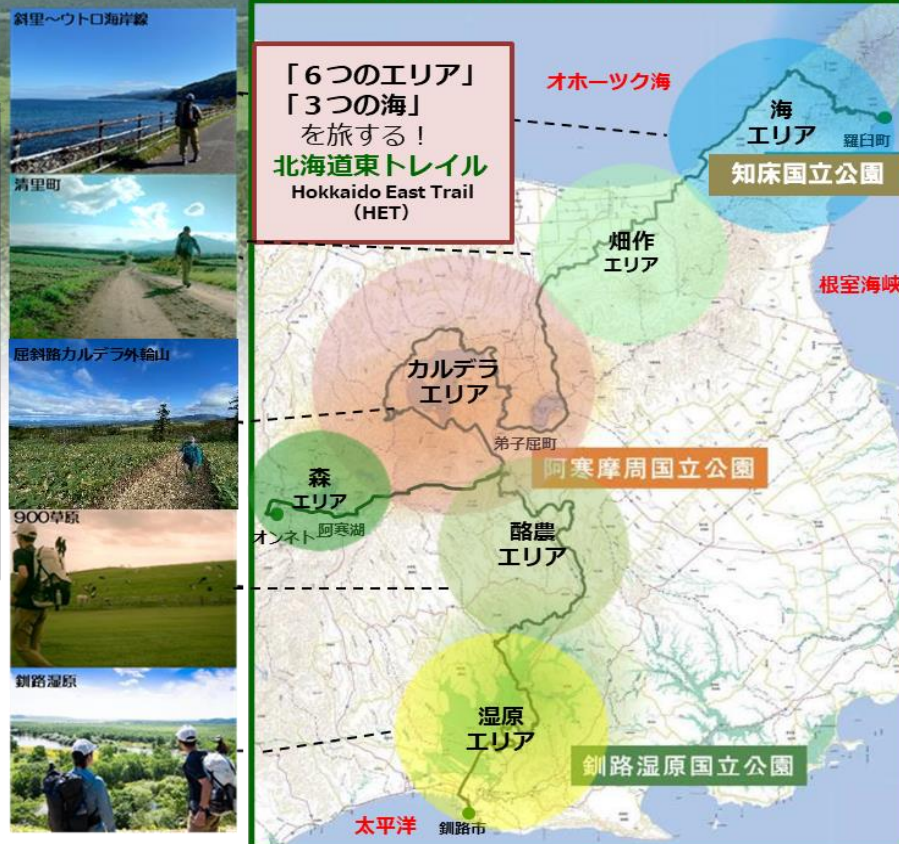 斜里～ウトロ海岸線
清里町
屈斜路カルデラ外輪山
900草原
釧路湿原
「６つのエリア」
「３つの海」
を旅する！
北海道東トレイル
Hokkaido East Trail
（HET）
オホーツク海
海
エリア
羅臼町
知床国立公園
畑作
エリア
根室海峡
カルデラ
エリア
弟子屈町
阿寒摩周国立公園
森
エリア
オンネトー
阿寒湖
酪農
エリア
湿原
エリア
釧路湿原国立公園
太平洋
釧路市